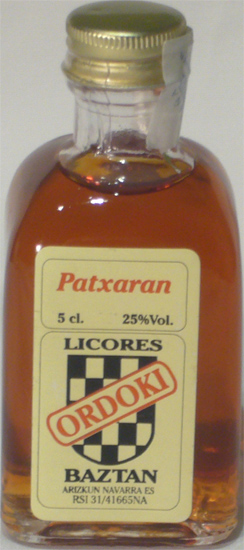 Patxaran
5 cl. 25%Vol.
LICORES
ORDOKI
BAZTAN
ARIZKUN NAVARRA ES
RSI 31/41665NA